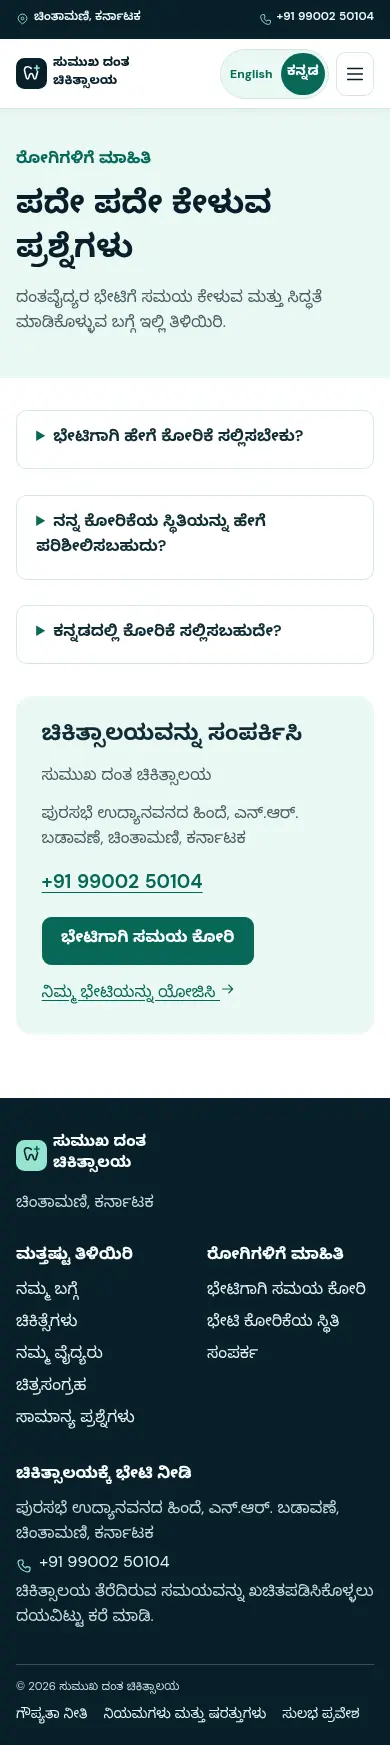 ಚಿಂತಾಮಣಿ, ಕರ್ನಾಟಕ
+91 99002 50104
ಸುಮುಖ ದಂತ
ಚಿಕಿತ್ಸಾಲಯ
English
ಕನ್ನಡ
ರೋಗಿಗಳಿಗೆ ಮಾಹಿತಿ
ಪದೇ ಪದೇ ಕೇಳುವ
ಪ್ರಶ್ನೆಗಳು
ದಂತವೈದ್ಯರ ಭೇಟಿಗೆ ಸಮಯ ಕೇಳುವ ಮತ್ತು ಸಿದ್ಧತೆ
ಮಾಡಿಕೊಳ್ಳುವ ಬಗ್ಗೆ ಇಲ್ಲಿ ತಿಳಿಯಿರಿ.
ಭೇಟಿಗಾಗಿ ಹೇಗೆ ಕೋರಿಕೆ ಸಲ್ಲಿಸಬೇಕು?
ನನ್ನ ಕೋರಿಕೆಯ ಸ್ಥಿತಿಯನ್ನು ಹೇಗೆ
ಪರಿಶೀಲಿಸಬಹುದು?
ಕನ್ನಡದಲ್ಲಿ ಕೋರಿಕೆ ಸಲ್ಲಿಸಬಹುದೇ?
ಚಿಕಿತ್ಸಾಲಯವನ್ನು ಸಂಪರ್ಕಿಸಿ
ಸುಮುಖ ದಂತ ಚಿಕಿತ್ಸಾಲಯ
ಪುರಸಭೆ ಉದ್ಯಾನವನದ ಹಿಂದೆ, ಎನ್.ಆರ್.
ಬಡಾವಣೆ, ಚಿಂತಾಮಣಿ, ಕರ್ನಾಟಕ
+91 99002 50104
ಭೇಟಿಗಾಗಿ ಸಮಯ ಕೋರಿ
ನಿಮ್ಮ ಭೇಟಿಯನ್ನು ಯೋಜಿಸಿ →
ಸುಮುಖ ದಂತ
ಚಿಕಿತ್ಸಾಲಯ
ಚಿಂತಾಮಣಿ, ಕರ್ನಾಟಕ
ಮತ್ತಷ್ಟು ತಿಳಿಯಿರಿ
ನಮ್ಮ ಬಗ್ಗೆ
ಚಿಕಿತ್ಸೆಗಳು
ನಮ್ಮ ವೈದ್ಯರು
ಚಿತ್ರಸಂಗ್ರಹ
ಸಾಮಾನ್ಯ ಪ್ರಶ್ನೆಗಳು
ರೋಗಿಗಳಿಗೆ ಮಾಹಿತಿ
ಭೇಟಿಗಾಗಿ ಸಮಯ ಕೋರಿ
ಭೇಟಿ ಕೋರಿಕೆಯ ಸ್ಥಿತಿ
ಸಂಪರ್ಕ
ಚಿಕಿತ್ಸಾಲಯಕ್ಕೆ ಭೇಟಿ ನೀಡಿ
ಪುರಸಭೆ ಉದ್ಯಾನವನದ ಹಿಂದೆ, ಎನ್.ಆರ್. ಬಡಾವಣೆ,
ಚಿಂತಾಮಣಿ, ಕರ್ನಾಟಕ
+91 99002 50104
ಚಿಕಿತ್ಸಾಲಯ ತೆರೆದಿರುವ ಸಮಯವನ್ನು ಖಚಿತಪಡಿಸಿಕೊಳ್ಳಲು
ದಯವಿಟ್ಟು ಕರೆ ಮಾಡಿ.
© 2026 ಸುಮುಖ ದಂತ ಚಿಕಿತ್ಸಾಲಯ
ಗೌಪ್ಯತಾ ನೀತಿ ನಿಯಮಗಳು ಮತ್ತು ಷರತ್ತುಗಳು ಸುಲಭ ಪ್ರವೇಶ